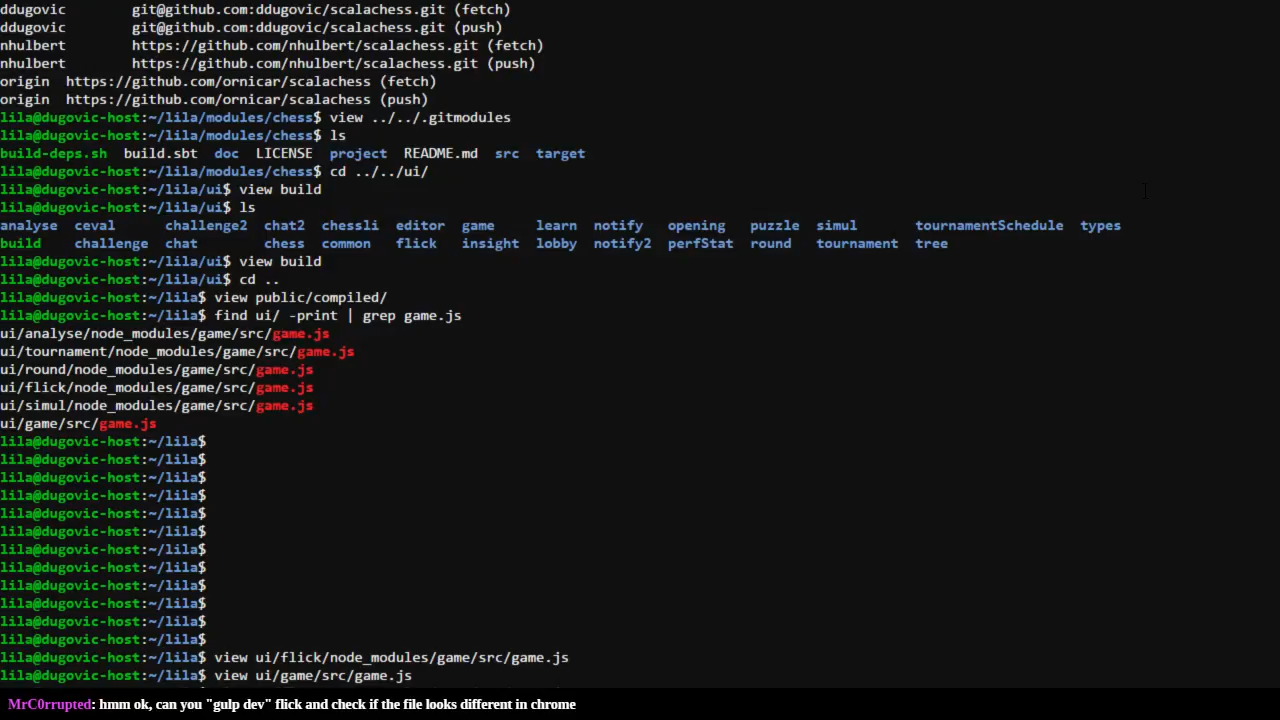 ddugovic        git@github.com:ddugovic/scalachess.git (fetch)
ddugovic        git@github.com:ddugovic/scalachess.git (push)
nhulbert        https://github.com/nhulbert/scalachess.git (fetch)
nhulbert        https://github.com/nhulbert/scalachess.git (push)
origin  https://github.com/ornicar/scalachess (fetch)
origin  https://github.com/ornicar/scalachess (push)
lila@dugovic-host:~/lila/modules/chess$ view ../../.gitmodules
lila@dugovic-host:~/lila/modules/chess$ ls
build-deps.sh  build.sbt  doc  LICENSE  project  README.md  src  target
lila@dugovic-host:~/lila/modules/chess$ cd ../../ui/
lila@dugovic-host:~/lila/ui$ view build
lila@dugovic-host:~/lila/ui$ ls
analyse  ceval      challenge2  chat2  chessli  editor  game     learn  notify   opening   puzzle  simul       tournamentSchedule  types
build    challenge  chat        chess  common   flick   insight  lobby  notify2  perfStat  round   tournament  tree
lila@dugovic-host:~/lila/ui$ view build
lila@dugovic-host:~/lila/ui$ cd ..
lila@dugovic-host:~/lila$ view public/compiled/
lila@dugovic-host:~/lila$ find ui/ -print | grep game.js
ui/analyse/node_modules/game/src/game.js
ui/tournament/node_modules/game/src/game.js
ui/round/node_modules/game/src/game.js
ui/flick/node_modules/game/src/game.js
ui/simul/node_modules/game/src/game.js
ui/game/src/game.js
lila@dugovic-host:~/lila$
lila@dugovic-host:~/lila$
lila@dugovic-host:~/lila$
lila@dugovic-host:~/lila$
lila@dugovic-host:~/lila$
lila@dugovic-host:~/lila$
lila@dugovic-host:~/lila$
lila@dugovic-host:~/lila$
lila@dugovic-host:~/lila$
lila@dugovic-host:~/lila$
lila@dugovic-host:~/lila$
lila@dugovic-host:~/lila$
lila@dugovic-host:~/lila$ view ui/flick/node_modules/game/src/game.js
lila@dugovic-host:~/lila$ view ui/game/src/game.js
MrC0rrupted: hmm ok, can you "gulp dev" flick and check if the file looks different in chrome